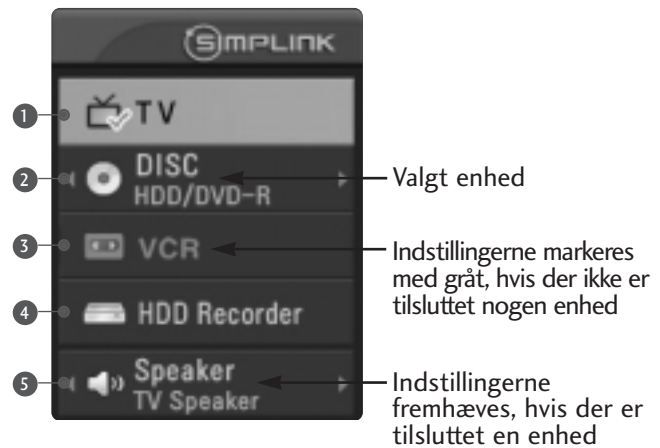 SIMPLINK
1 TV
2 DISC
HDD/DVD-R
Valgt enhed
3 VCR
Indstillingerne markeres
med gråt, hvis der ikke er
tilsluttet nogen enhed
4 HDD Recorder
5 Speaker
TV Speaker
Indstillingerne
fremhæves, hvis der er
tilsluttet en enhed